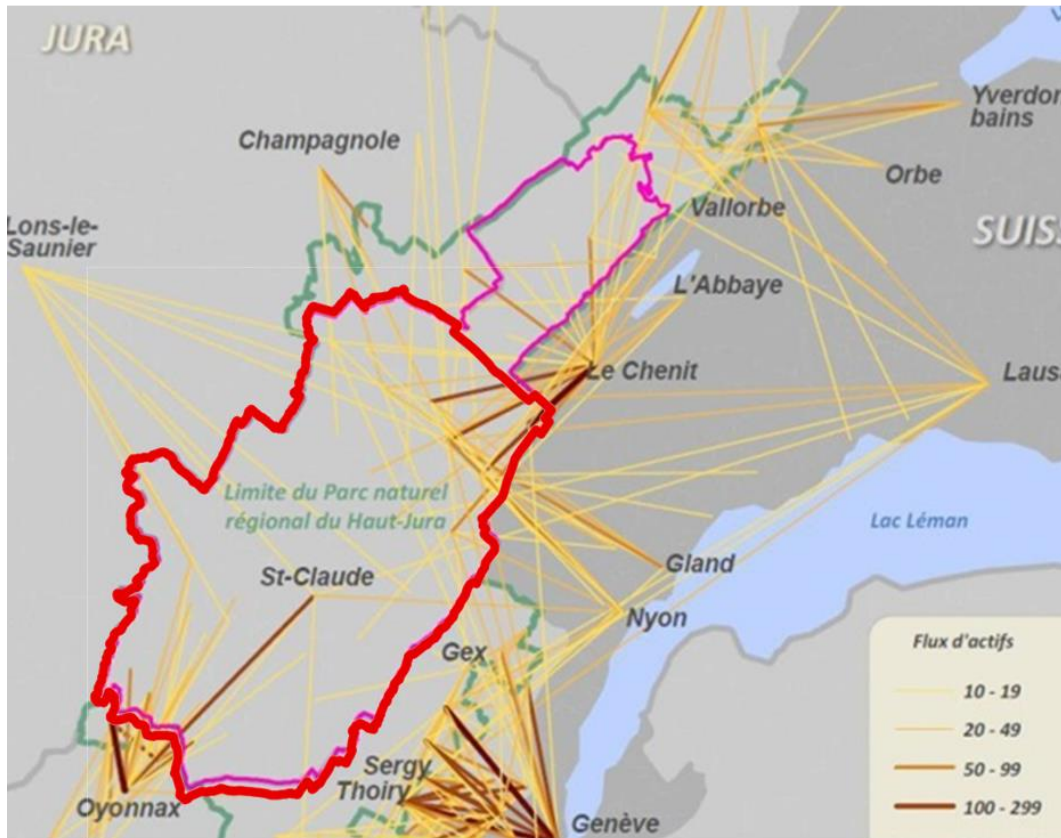 JURA
Champagnole
Yverdon
bains
Orbe
Lons-le-
Saunier
Vallorbe
SUISS
L'Abbaye
Le Chenit
Lauss
Limite du Parc naturel
régional du Haut-Jura
Lac Léman
St-Claude
Gland
Nyon
Gex
Flux d'actifs
10 - 19
20 - 49
50 - 99
100 - 299
Sergy
Thoiry
Oyonnax
Genève